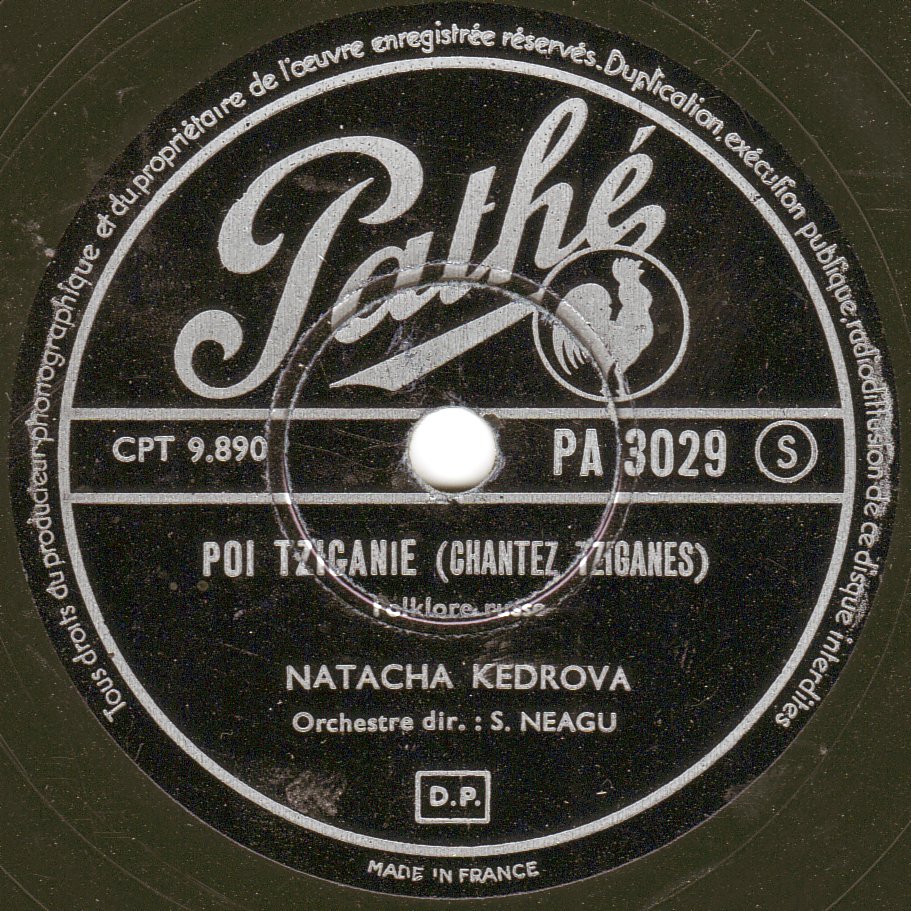 Tous droits du producteur phonographique et du propriétaire de l'œuvre enregistrée réservés. Duplication, exécution publique, radiodiffusion de ce disque interdites
Pathé
CPT 9.890
PA 3029 S
POI TZIGANIE (CHANTEZ TZIGANES)
Folklore russe
NATACHA KEDROVA
Orchestre dir. : S. NEAGU
D.P.
MADE IN FRANCE